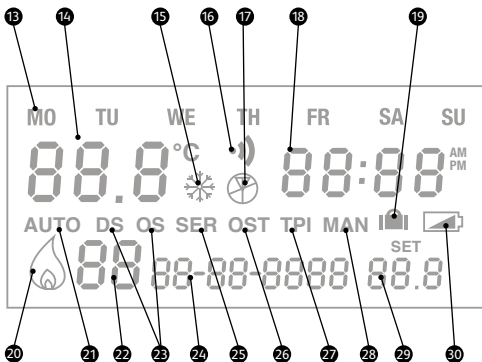 13 14 15 16 17 18 19
MO TU WE TH FR SA SU
88.8 °C 88:88 AM
PM
AUTO DS OS SER OST TPI MAN
SET
88 88-88-8888 88.8
20 21 22 23 24 25 26 27 28 29 30